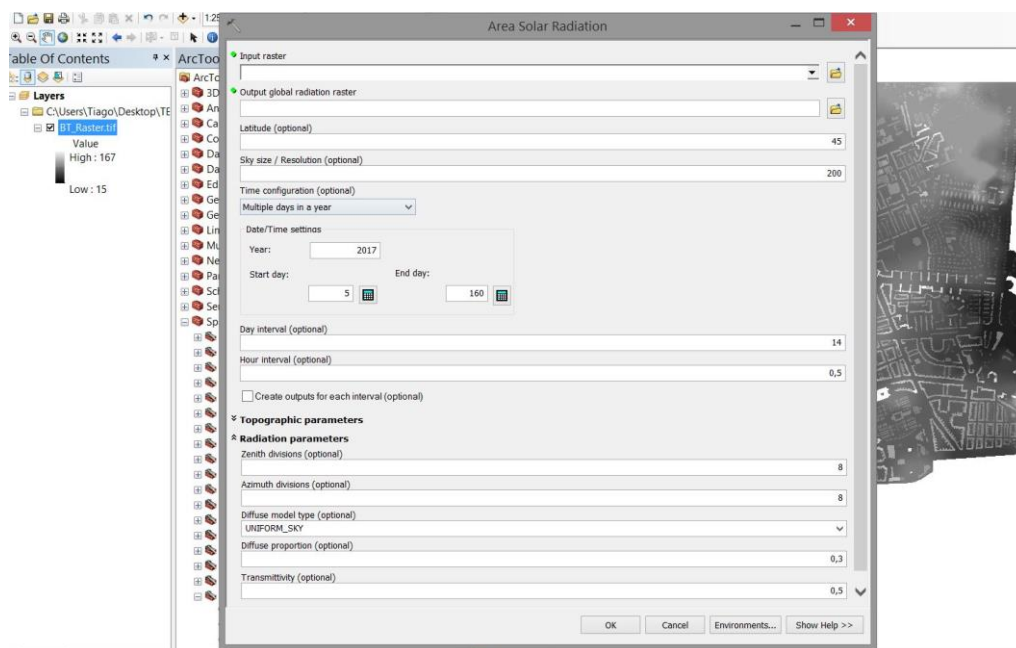 1:25
Area Solar Radiation
Table Of Contents
ArcToo
Layers
C:\Users\Tiago\Desktop\TE
BT_Raster.tif
Value
High : 167
Low : 15
ArcTo
3D
An
Ca
Co
Da
Da
Ed
Ge
Ge
Lin
Mu
Ne
Par
Sch
Ser
Sp
Input raster
Output global radiation raster
Latitude (optional)
45
Sky size / Resolution (optional)
200
Time configuration (optional)
Multiple days in a year
Date/Time settings
Year:
2017
Start day:
End day:
5
160
Day interval (optional)
14
Hour interval (optional)
0,5
Create outputs for each interval (optional)
Topographic parameters
Radiation parameters
Zenith divisions (optional)
8
Azimuth divisions (optional)
8
Diffuse model type (optional)
UNIFORM_SKY
Diffuse proportion (optional)
0,3
Transmittivity (optional)
0,5
OK
Cancel
Environments...
Show Help >>